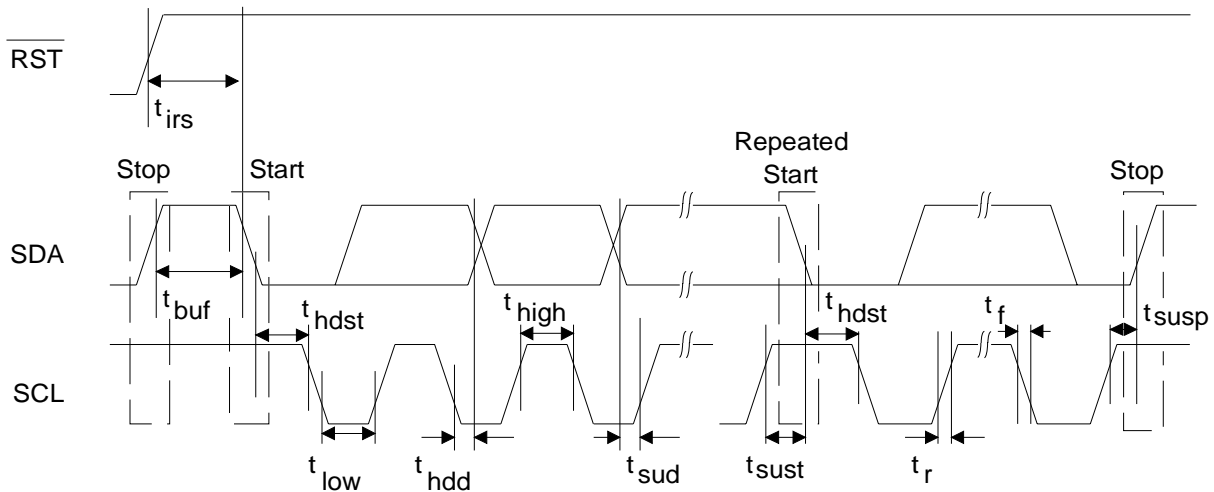 RST
t irs
Repeated
Stop
Start
Start
Stop
SDA
t buf
t hdst
t high
t hdst
t f
t susp
SCL
t low
t hdd
t sud
t sust
t r